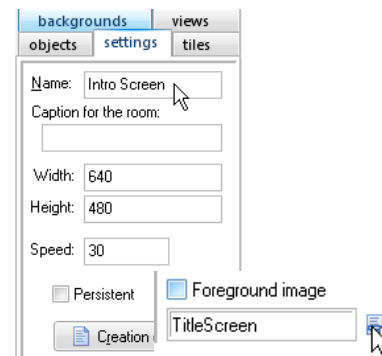 backgrounds views
objects settings tiles
Name: Intro Screen
Caption for the room:
Width: 640
Height: 480
Speed: 30
Persistent
Creation
Foreground image
TitleScreen